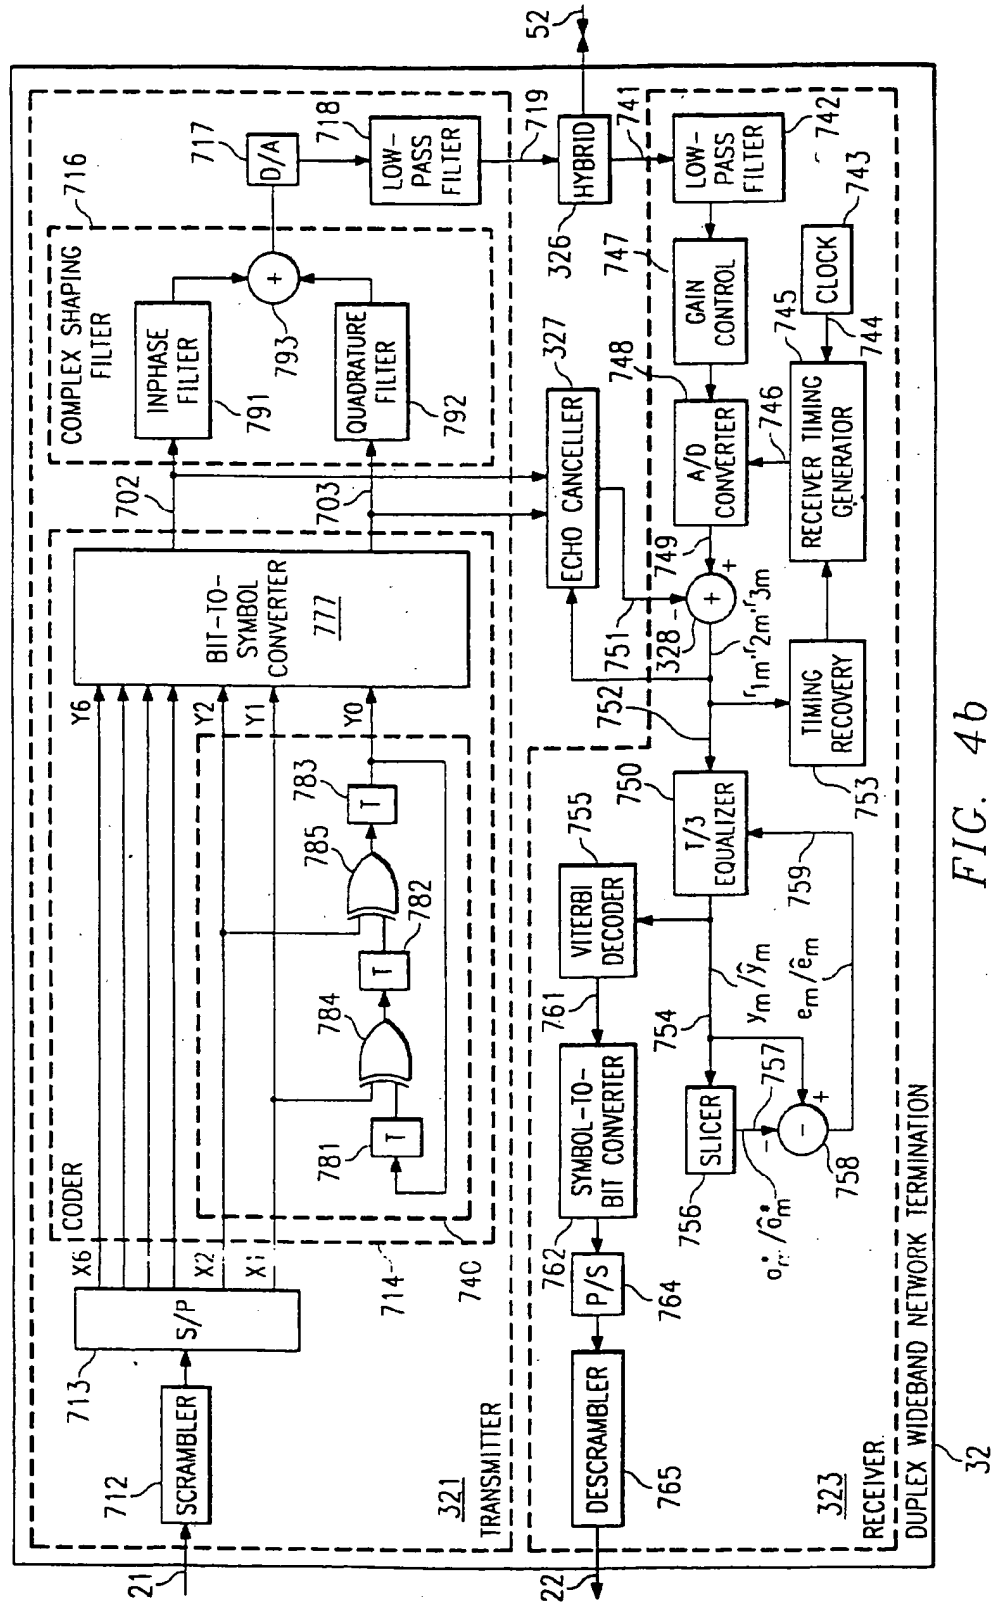 21
712
SCRAMBLER
713
S/P
X6
X2
X1
CODER
714
740
781
T
784
782
T
785
783
T
Y6
Y2
Y1
Y0
BIT-TO-
SYMBOL
CONVERTER
777
702
703
COMPLEX SHAPING
FILTER
716
INPHASE
FILTER
791
793
+
QUADRATURE
FILTER
792
717
D/A
718
LOW-
PASS
FILTER
719
321
TRANSMITTER
52
HYBRID
326
741
ECHO CANCELLER
327
751
LOW-
PASS
FILTER
742
747
GAIN
CONTROL
748
A/D
CONVERTER
749
743
CLOCK
744
745
RECEIVER TIMING
GENERATOR
746
+
-
+
328
r1m,r2m,r3m
752
TIMING
RECOVERY
753
750
T/3
EQUALIZER
759
755
VITERBI
DECODER
761
754
ym/ŷm
em/êm
SLICER
756
757
-
+
-
758
a*m/â*m
SYMBOL-TO-
BIT CONVERTER
762
P/S
764
DESCRAMBLER
765
22
323
RECEIVER
DUPLEX WIDEBAND NETWORK TERMINATION
32
FIG. 4b